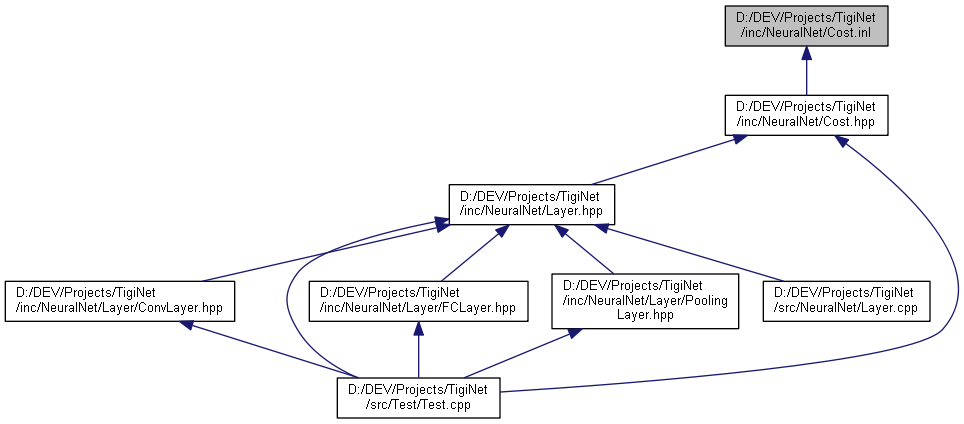 D:/DEV/Projects/TigiNet
/inc/NeuralNet/Cost.inl
D:/DEV/Projects/TigiNet
/inc/NeuralNet/Cost.hpp
D:/DEV/Projects/TigiNet
/inc/NeuralNet/Layer.hpp
D:/DEV/Projects/TigiNet
/inc/NeuralNet/Layer/ConvLayer.hpp
D:/DEV/Projects/TigiNet
/inc/NeuralNet/Layer/FCLayer.hpp
D:/DEV/Projects/TigiNet
/inc/NeuralNet/Layer/Pooling
Layer.hpp
D:/DEV/Projects/TigiNet
/src/NeuralNet/Layer.cpp
D:/DEV/Projects/TigiNet
/src/Test/Test.cpp